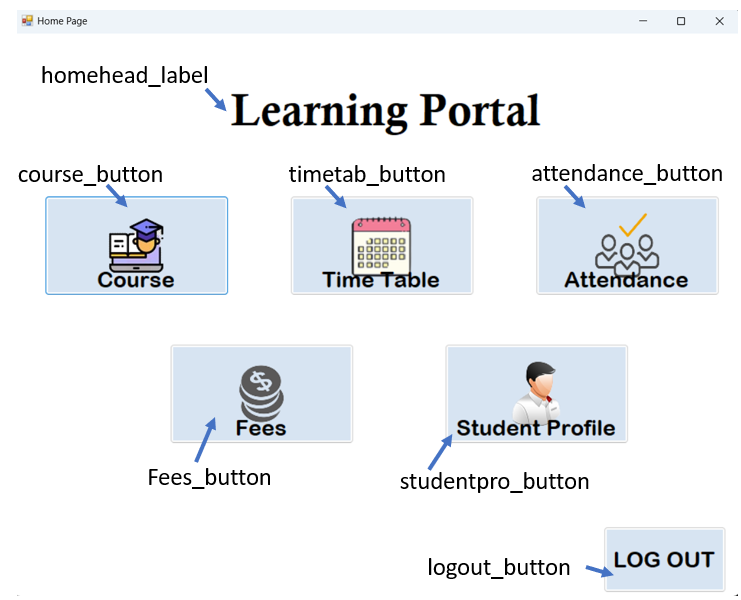 Home Page
homehead_label
Learning Portal
course_button
timetab_button
attendance_button
Course
Time Table
Attendance
Fees
Student Profile
Fees_button
studentpro_button
LOG OUT
logout_button